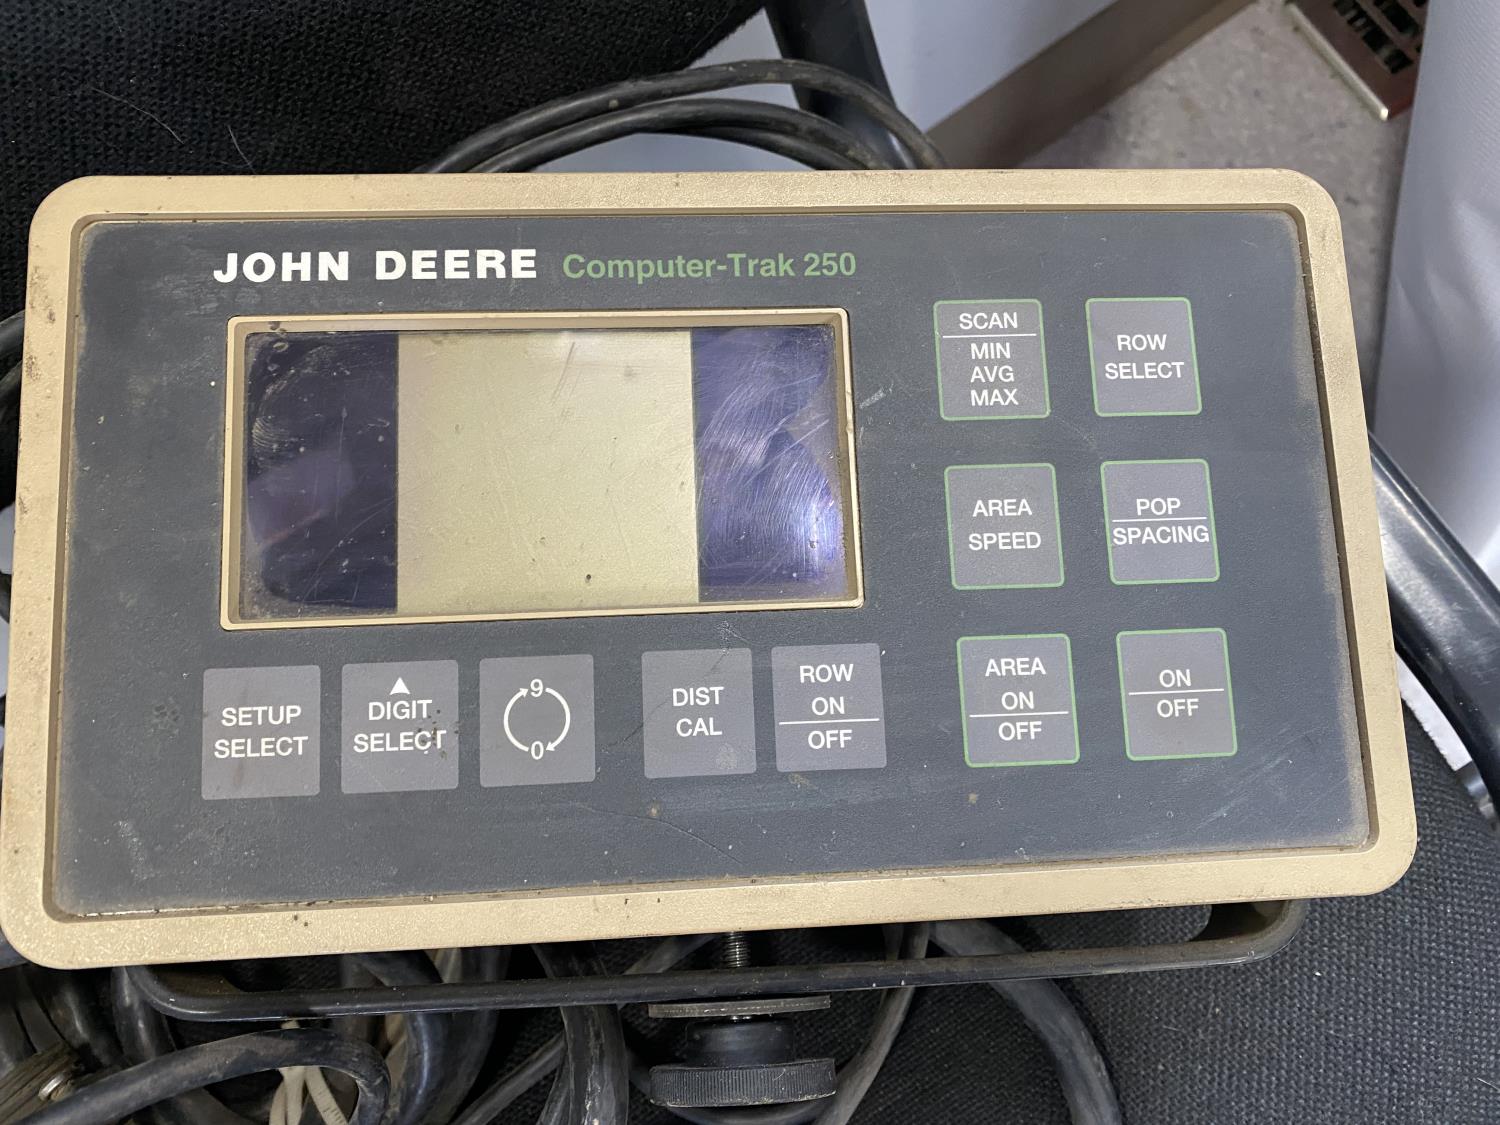 JOHN DEERE Computer-Trak 250
SCAN
MIN
AVG
MAX
ROW
SELECT
AREA
SPEED
POP
SPACING
SETUP
SELECT
DIGIT
SELECT
9
0
DIST
CAL
ROW
ON
OFF
AREA
ON
OFF
ON
OFF